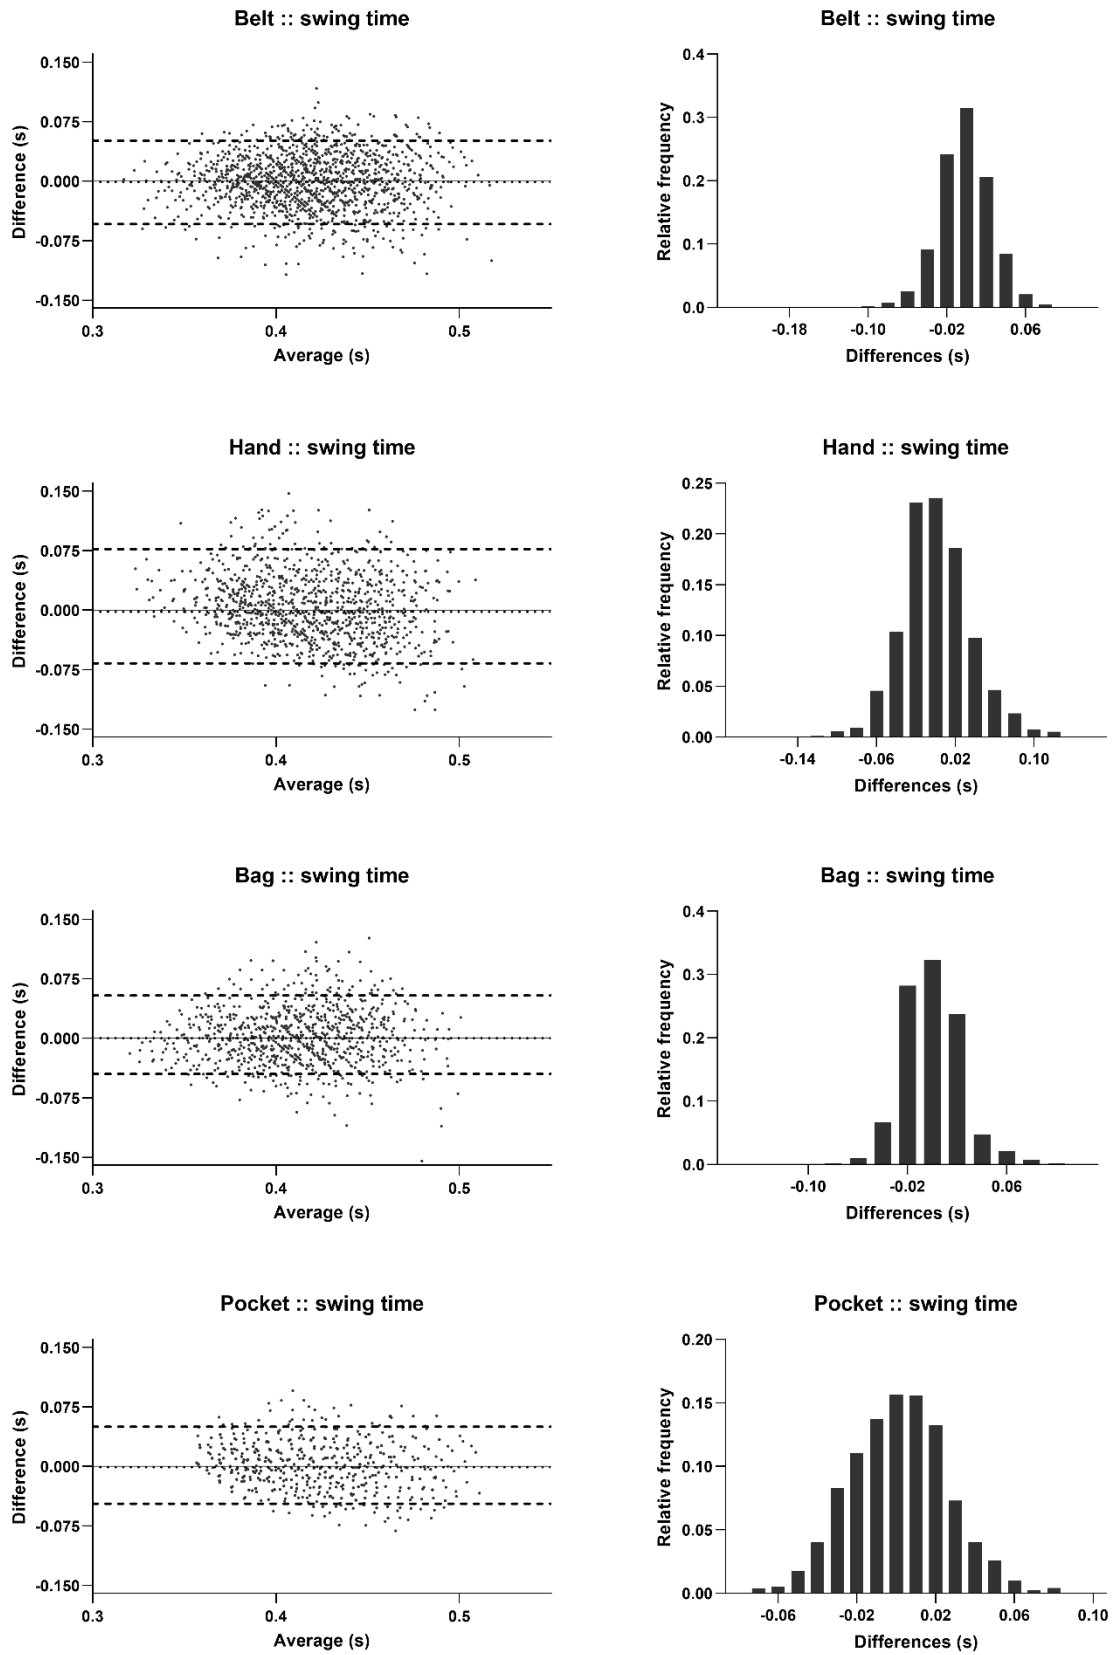 Belt :: swing time
Belt :: swing time
0.150
0.075
0.000
-0.075
-0.150
Difference (s)
0.3 0.4 0.5
Average (s)
0.4
0.3
0.2
0.1
0.0
Relative frequency
-0.18 -0.10 -0.02 0.06
Differences (s)
Hand :: swing time
Hand :: swing time
0.150
0.075
0.000
-0.075
-0.150
Difference (s)
0.3 0.4 0.5
Average (s)
0.25
0.20
0.15
0.10
0.05
0.00
Relative frequency
-0.14 -0.06 0.02 0.10
Differences (s)
Bag :: swing time
Bag :: swing time
0.150
0.075
0.000
-0.075
-0.150
Difference (s)
0.3 0.4 0.5
Average (s)
0.4
0.3
0.2
0.1
0.0
Relative frequency
-0.10 -0.02 0.06
Differences (s)
Pocket :: swing time
Pocket :: swing time
0.150
0.075
0.000
-0.075
-0.150
Difference (s)
0.3 0.4 0.5
Average (s)
0.20
0.15
0.10
0.05
0.00
Relative frequency
-0.06 -0.02 0.02 0.06 0.10
Differences (s)